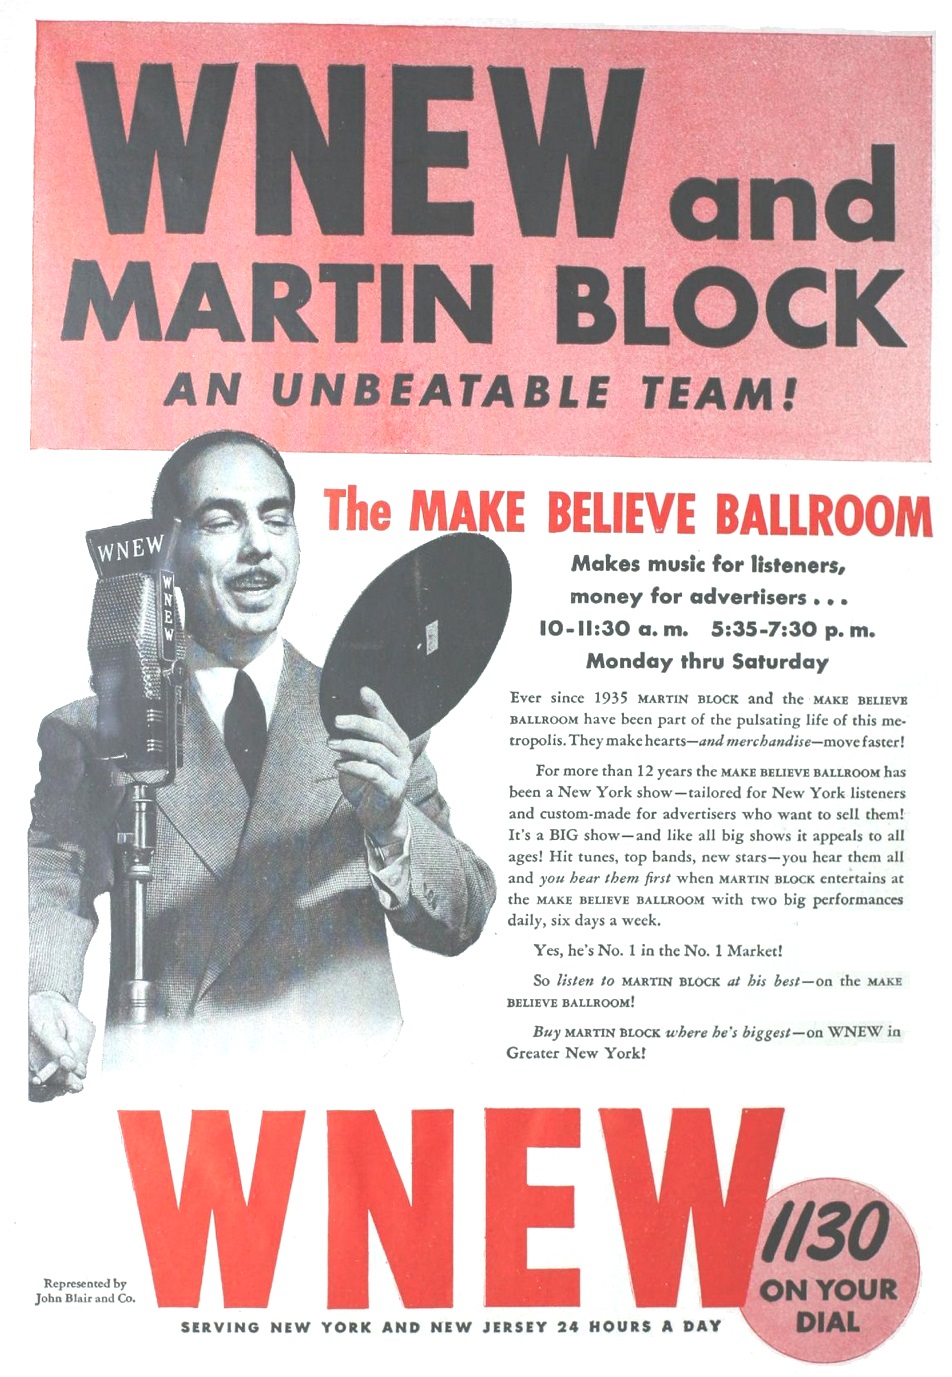 WNEW and
MARTIN BLOCK
AN UNBEATABLE TEAM!
The MAKE BELIEVE BALLROOM
WNEW
WNEW
Makes music for listeners,
money for advertisers . . .
10-11:30 a. m. 5:35-7:30 p. m.
Monday thru Saturday
Ever since 1935 MARTIN BLOCK and the MAKE BELIEVE
BALLROOM have been part of the pulsating life of this me-
tropolis. They make hearts—and merchandise—move faster!
For more than 12 years the MAKE BELIEVE BALLROOM has
been a New York show—tailored for New York listeners
and custom-made for advertisers who want to sell them!
It's a BIG show—and like all big shows it appeals to all
ages! Hit tunes, top bands, new stars—you hear them all
and you hear them first when MARTIN BLOCK entertains at
the MAKE BELIEVE BALLROOM with two big performances
daily, six days a week.
Yes, he's No. 1 in the No. 1 Market!
So listen to MARTIN BLOCK at his best—on the MAKE
BELIEVE BALLROOM!
Buy MARTIN BLOCK where he's biggest—on WNEW in
Greater New York!
WNEW
1130
ON YOUR
DIAL
Represented by
John Blair and Co.
SERVING NEW YORK AND NEW JERSEY 24 HOURS A DAY